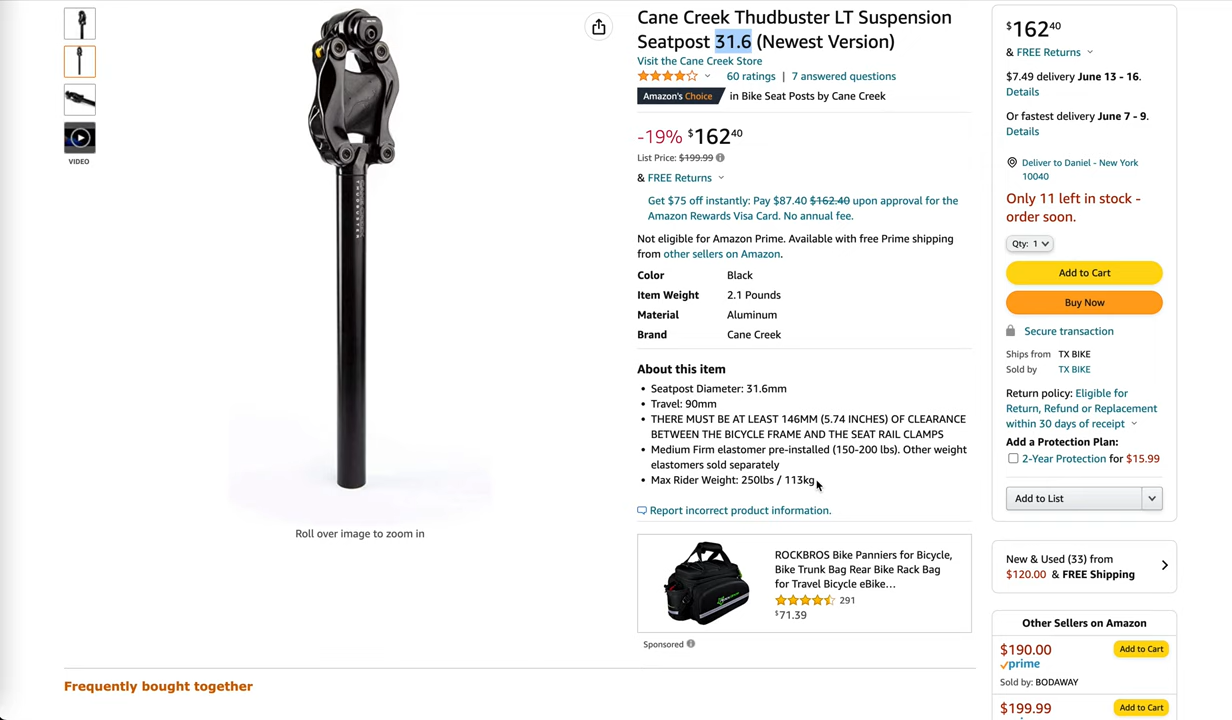 VIDEO
THUDBUSTER
Roll over image to zoom in
Cane Creek Thudbuster LT Suspension
Seatpost 31.6 (Newest Version)
Visit the Cane Creek Store
60 ratings | 7 answered questions
Amazon's Choice in Bike Seat Posts by Cane Creek
-19% $162 40
List Price: $199.99
& FREE Returns
Get $75 off instantly: Pay $87.40 $162.40 upon approval for the
Amazon Rewards Visa Card. No annual fee.
Not eligible for Amazon Prime. Available with free Prime shipping
from other sellers on Amazon.
Color Black
Item Weight 2.1 Pounds
Material Aluminum
Brand Cane Creek
About this item
• Seatpost Diameter: 31.6mm
• Travel: 90mm
• THERE MUST BE AT LEAST 146MM (5.74 INCHES) OF CLEARANCE
BETWEEN THE BICYCLE FRAME AND THE SEAT RAIL CLAMPS
• Medium Firm elastomer pre-installed (150-200 lbs). Other weight
elastomers sold separately
• Max Rider Weight: 250lbs / 113kg
Report incorrect product information.
ROCKBROS Bike Panniers for Bicycle,
Bike Trunk Bag Rear Bike Rack Bag
for Travel Bicycle eBike...
291
$71.39
Sponsored
Frequently bought together
$162 40
& FREE Returns
$7.49 delivery June 13 - 16.
Details
Or fastest delivery June 7 - 9.
Details
Deliver to Daniel - New York
10040
Only 11 left in stock -
order soon.
Qty: 1
Add to Cart
Buy Now
Secure transaction
Ships from TX BIKE
Sold by TX BIKE
Return policy: Eligible for
Return, Refund or Replacement
within 30 days of receipt
Add a Protection Plan:
2-Year Protection for $15.99
Add to List
New & Used (33) from
$120.00 & FREE Shipping
Other Sellers on Amazon
$190.00 Add to Cart
prime
Sold by: BODAWAY
$199.99 Add to Cart